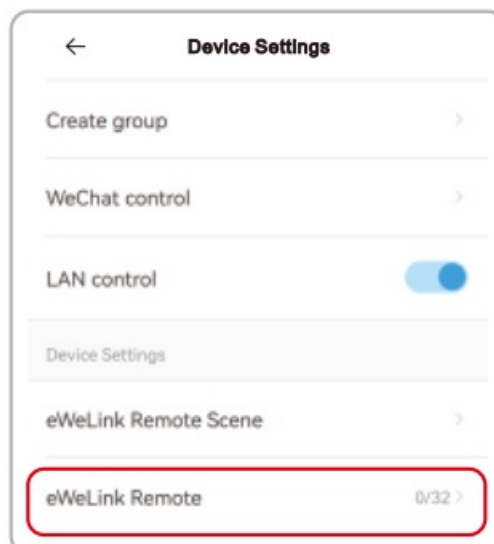 Device Settings
Create group
WeChat control
LAN control
Device Settings
eWeLink Remote Scene
eWeLink Remote 0/32